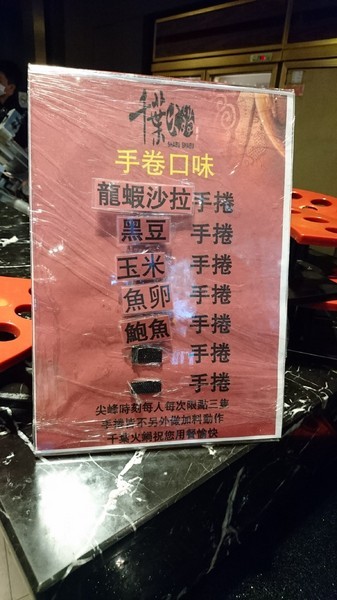 千葉火鍋
手卷口味
龍蝦沙拉手捲
黑豆 手捲
玉米 手捲
魚卵 手捲
鮑魚 手捲
手捲
手捲
尖峰時刻每人每次限點三隻
手捲皆不另外做加料動作
千葉火鍋祝您用餐愉快